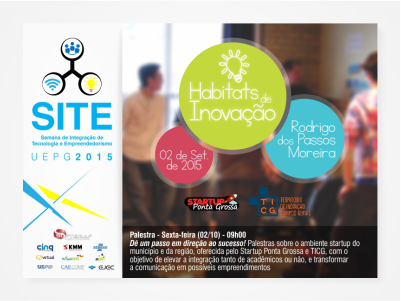 SITE
Semana de Integração de
Tecnologia e Empreendedorismo
UEPG 2015
cinq
KMM
virtual
Habitats de
Inovação
02 de Set.
de 2015
Rodrigo
dos Passos
Moreira
STARTUP
Ponta Grossa
TICG
Palestra - Sexta-feira (02/10) - 09h00
Dê um passo em direção ao sucesso! Palestras sobre o ambiente startup do
município e da região, oferecida pelo Startup Ponta Grossa e TICG, com o
objetivo de elevar a integração tanto de acadêmicos ou não, e transformar
a comunicação em possíveis empreendimentos